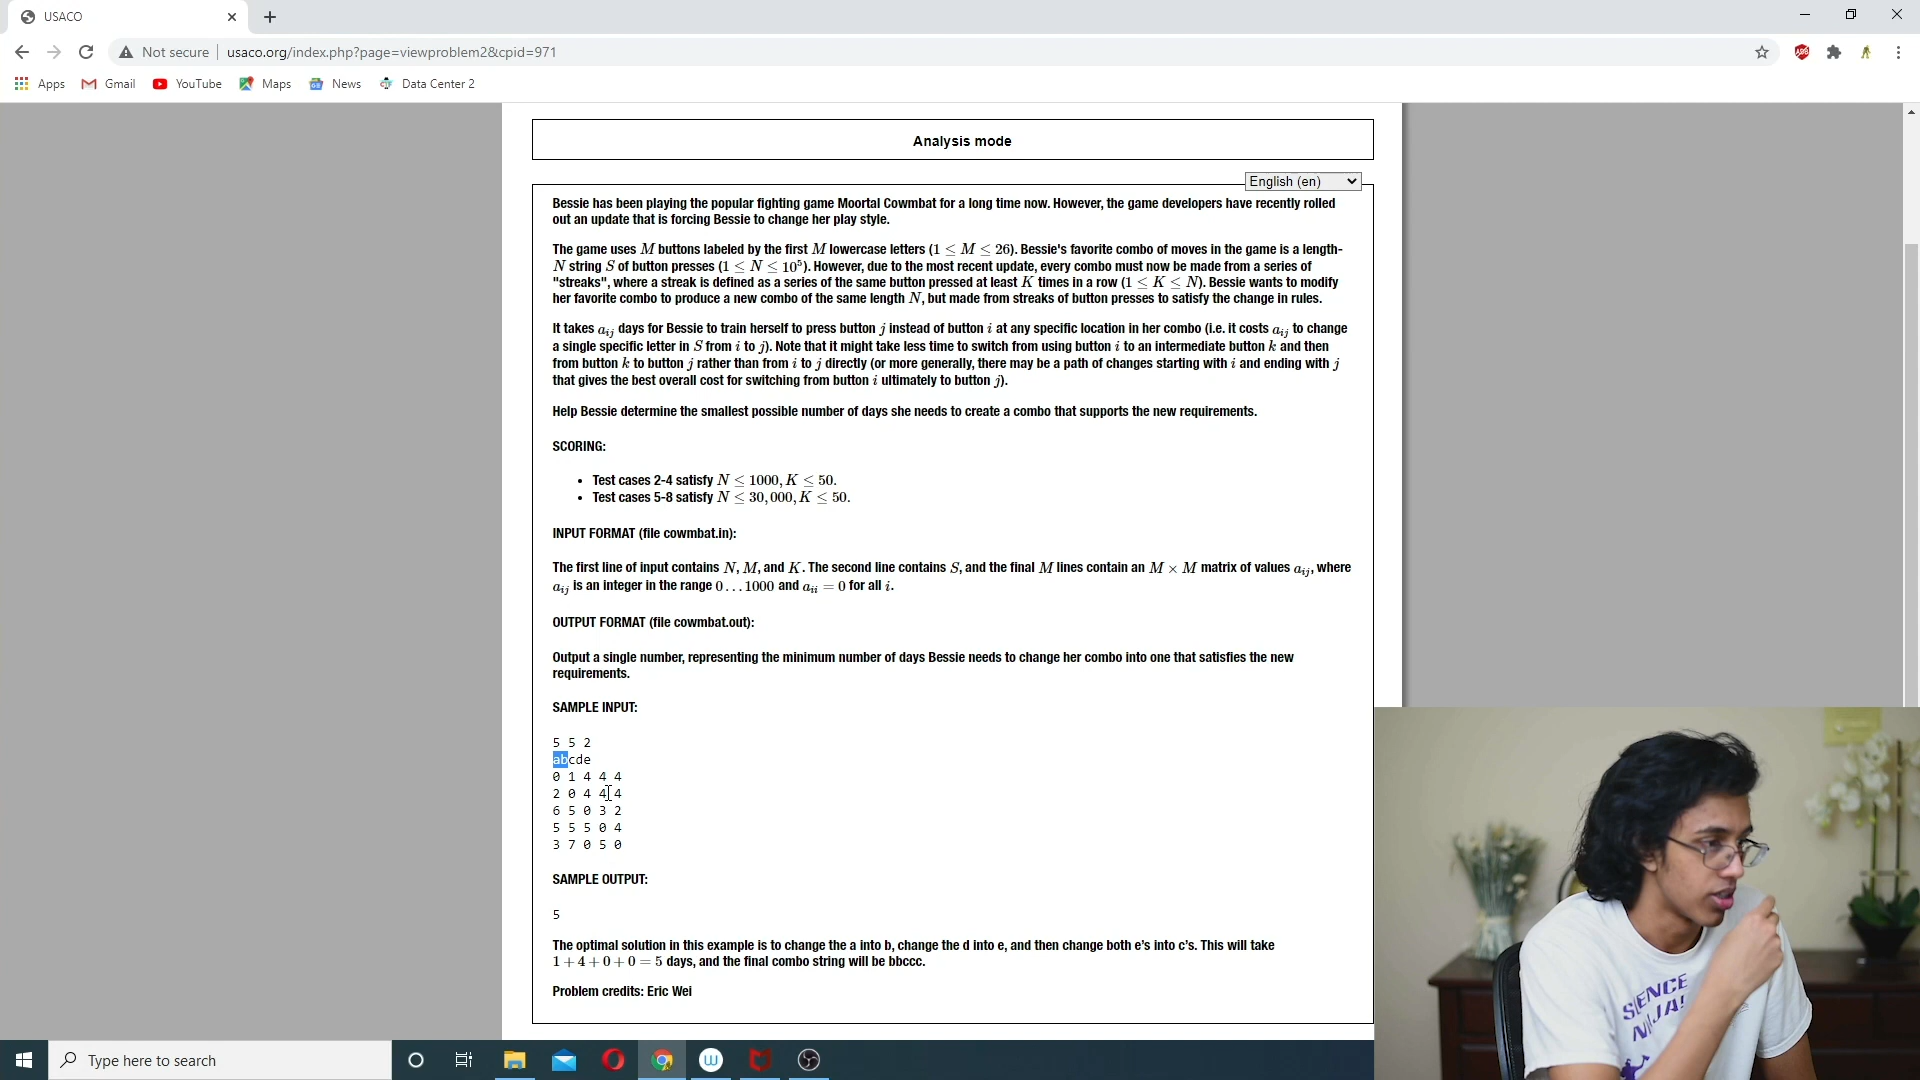 USACO
Not secure usaco.org/index.php?page=viewproblem2&cpid=971
Apps Gmail YouTube Maps News Data Center 2
Analysis mode
English (en)
Bessie has been playing the popular fighting game Moortal Cowmbat for a long time now. However, the game developers have recently rolled
out an update that is forcing Bessie to change her play style.
The game uses M buttons labeled by the first M lowercase letters (1 ≤ M ≤ 26). Bessie's favorite combo of moves in the game is a length-
N string S of button presses (1 ≤ N ≤ 10⁵). However, due to the most recent update, every combo must now be made from a series of
"streaks", where a streak is defined as a series of the same button pressed at least K times in a row (1 ≤ K ≤ N). Bessie wants to modify
her favorite combo to produce a new combo of the same length N, but made from streaks of button presses to satisfy the change in rules.
It takes aij days for Bessie to train herself to press button j instead of button i at any specific location in her combo (i.e. it costs aij to change
a single specific letter in S from i to j). Note that it might take less time to switch from using button i to an intermediate button k and then
from button k to button j rather than from i to j directly (or more generally, there may be a path of changes starting with i and ending with j
that gives the best overall cost for switching from button i ultimately to button j).
Help Bessie determine the smallest possible number of days she needs to create a combo that supports the new requirements.
SCORING:
• Test cases 2-4 satisfy N ≤ 1000, K ≤ 50.
• Test cases 5-8 satisfy N ≤ 30,000, K ≤ 50.
INPUT FORMAT (file cowmbat.in):
The first line of input contains N, M, and K. The second line contains S, and the final M lines contain an M × M matrix of values aij, where
aij is an integer in the range 0…1000 and aii = 0 for all i.
OUTPUT FORMAT (file cowmbat.out):
Output a single number, representing the minimum number of days Bessie needs to change her combo into one that satisfies the new
requirements.
SAMPLE INPUT:
5 5 2
abcde
0 1 4 4 4
2 0 4 4 4
6 5 0 3 2
5 5 5 0 4
3 7 0 5 0
SAMPLE OUTPUT:
5
The optimal solution in this example is to change the a into b, change the d into e, and then change both e's into c's. This will take
1 + 4 + 0 + 0 = 5 days, and the final combo string will be bbccc.
Problem credits: Eric Wei
Type here to search